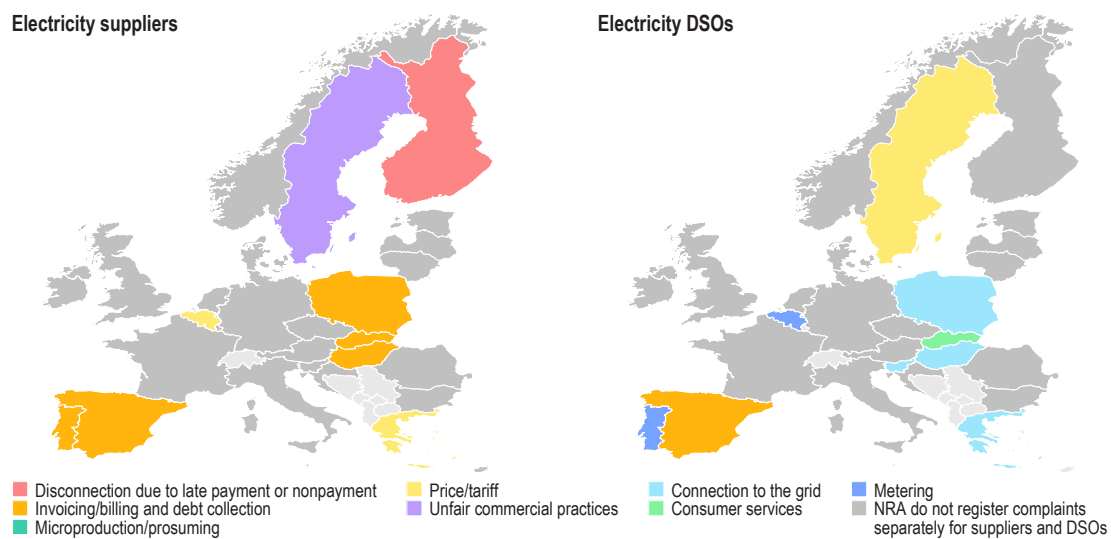 Electricity suppliers
Electricity DSOs
Disconnection due to late payment or nonpayment
Invoicing/billing and debt collection
Microproduction/prosuming
Price/tariff
Unfair commercial practices
Connection to the grid
Consumer services
Metering
NRA do not register complaints
separately for suppliers and DSOs